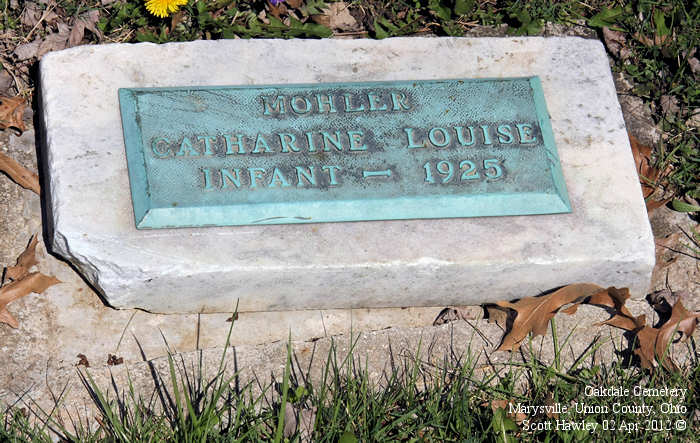 MOHLER
CATHARINE LOUISE
INFANT — 1925
Oakdale Cemetery
Marysville, Union County, Ohio
Scott Hawley 02 Apr 2012 ©